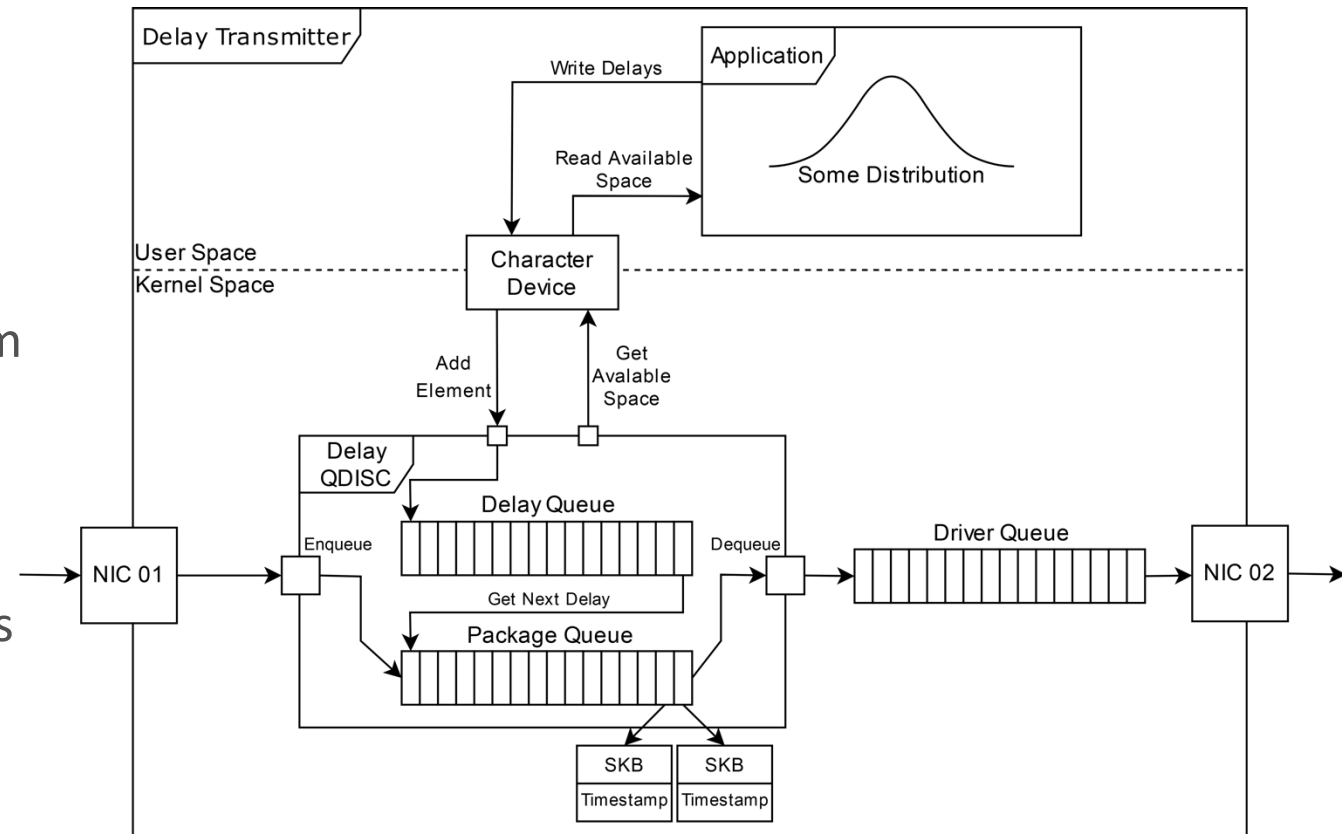 Delay Transmitter
Application
Write Delays
Read Available
Space
Some Distribution
User Space
Kernel Space
Character
Device
Add
Element
Get
Avalable
Space
Delay
QDISC
Delay Queue
Enqueue
Dequeue
Driver Queue
NIC 01
NIC 02
Get Next Delay
Package Queue
SKB
Timestamp
SKB
Timestamp